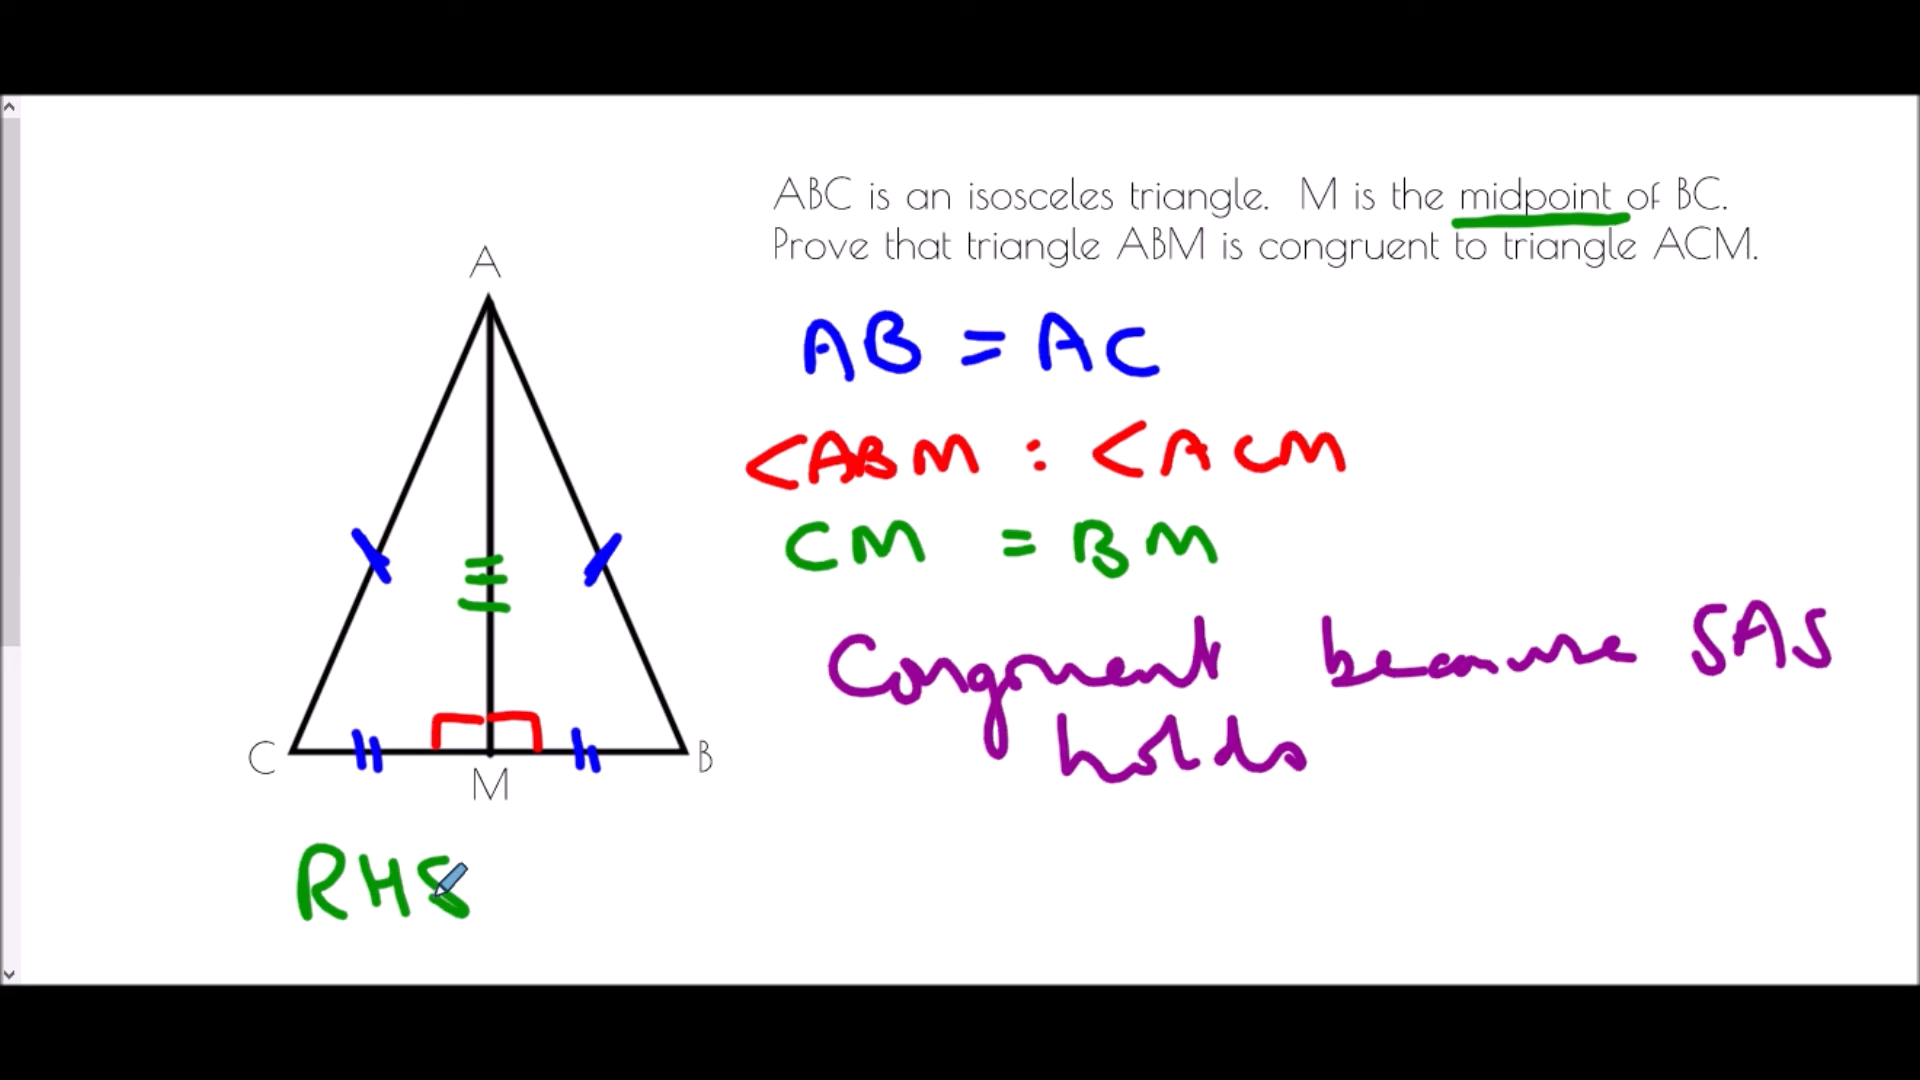 ABC is an isosceles triangle. M is the midpoint of BC.
Prove that triangle ABM is congruent to triangle ACM.
A
AB = AC
<ABM = <ACM
CM = BM
Congruent because SAS
holds
C
B
M
RHS